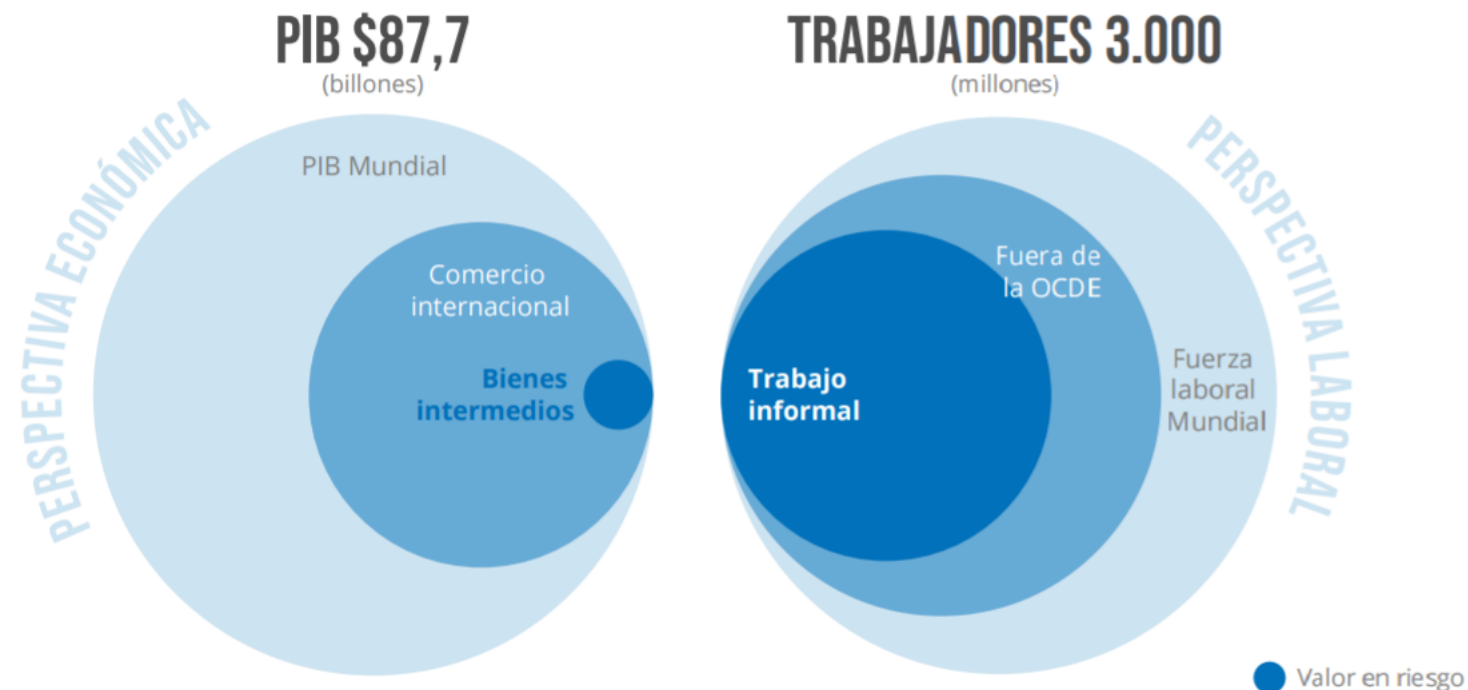 PIB $87,7
(billones)
PERSPECTIVA ECONÓMICA
PIB Mundial
Comercio
internacional
Bienes
intermedios
TRABAJADORES 3.000
(millones)
PERSPECTIVA LABORAL
Fuera de
la OCDE
Trabajo
informal
Fuerza
laboral
Mundial
Valor en riesgo